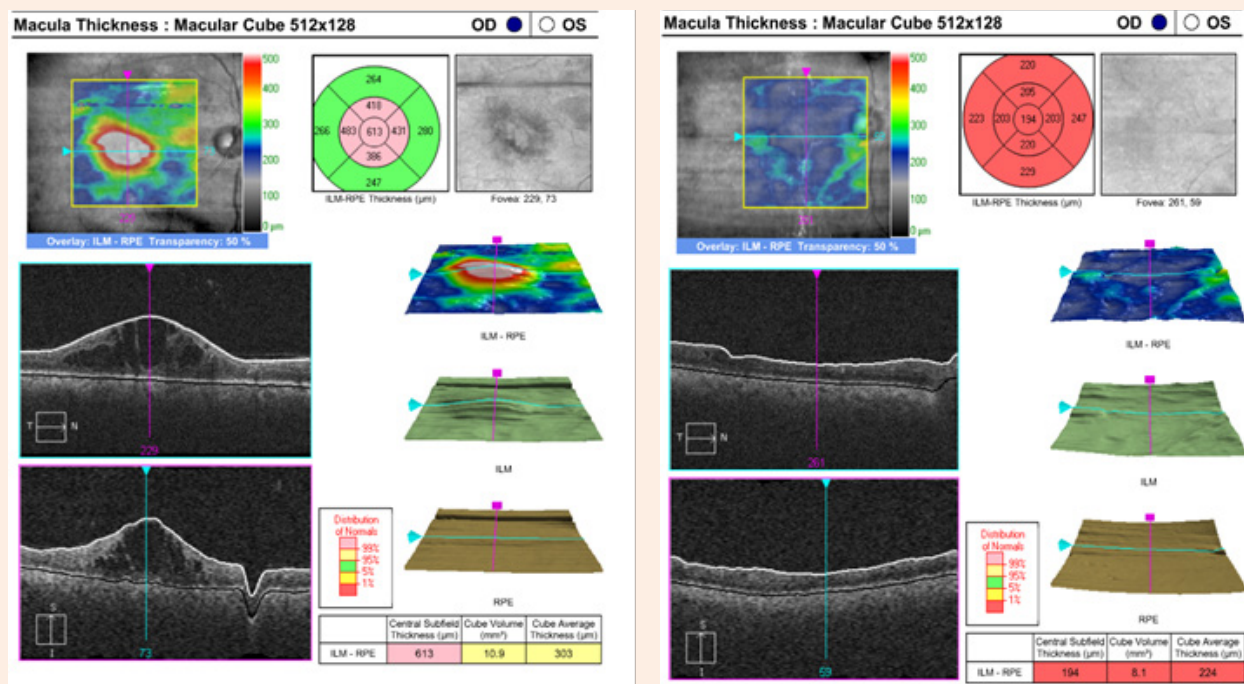 Macula Thickness : Macular Cube 512x128 OD OS
500
400
300
200
100
0 µm
229
Overlay: ILM - RPE Transparency: 50 %
264
418
266 483 613 431 280
386
247
ILM-RPE Thickness (µm)
Fovea: 229, 73
ILM - RPE
T N
229
ILM
S
I
73
Distribution
of Normals
99%
95%
5%
1%
RPE
Central Subfield Thickness (µm) Cube Volume (mm³) Cube Average Thickness (µm)
ILM - RPE 613 10.9 303
Macula Thickness : Macular Cube 512x128 OD OS
500
400
300
200
100
0 µm
Overlay: ILM - RPE Transparency: 50 %
220
205
223 203 194 203 247
220
229
ILM-RPE Thickness (µm)
Fovea: 261, 59
ILM - RPE
T N
261
ILM
S
I
59
Distribution
of Normals
99%
95%
5%
1%
RPE
Central Subfield Thickness (µm) Cube Volume (mm³) Cube Average Thickness (µm)
ILM - RPE 194 8.1 224